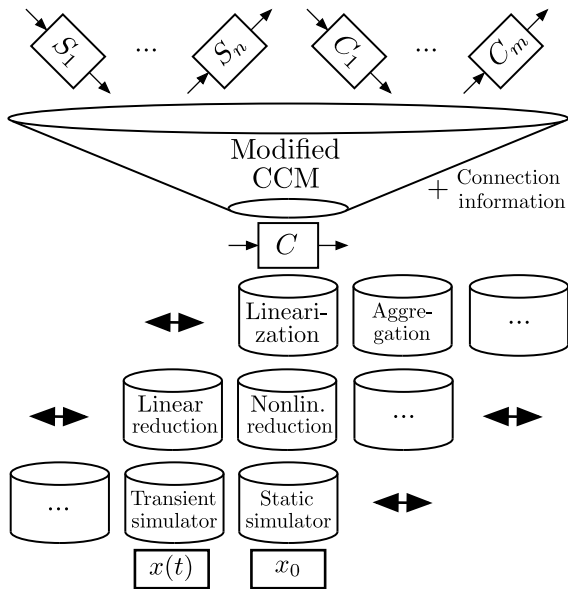 S₁ ... Sₙ C₁ ... Cₘ
Modified
CCM
+ Connection
information
C
Lineari-
zation
Aggre-
gation
...
Linear
reduction
Nonlin.
reduction
...
...
Transient
simulator
Static
simulator
x(t)
x₀